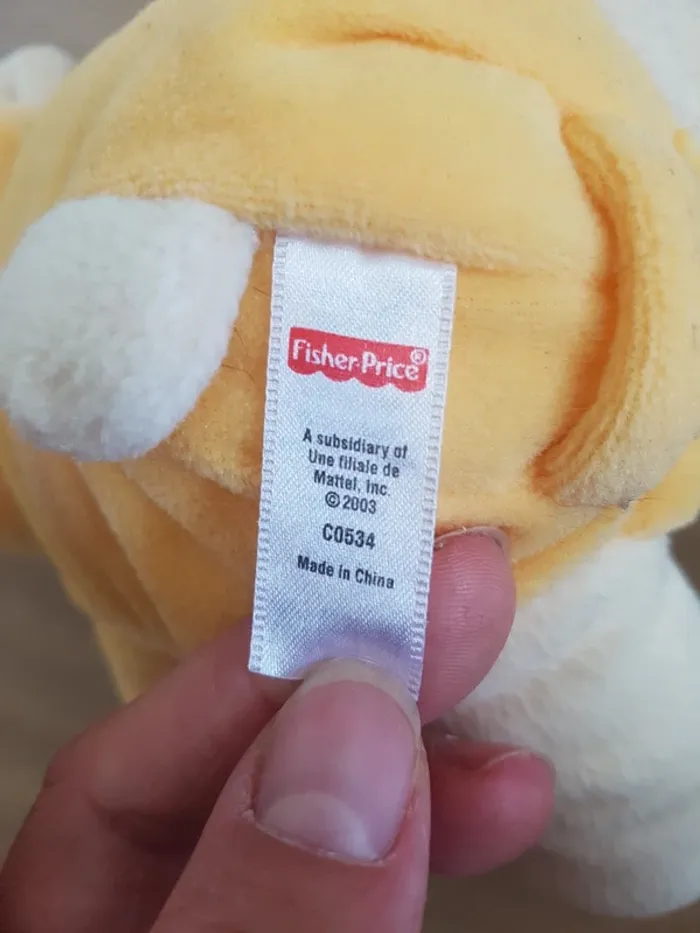 Fisher-Price®
A subsidiary of
Une filiale de
Mattel, Inc.
©2003
C0534
Made in China